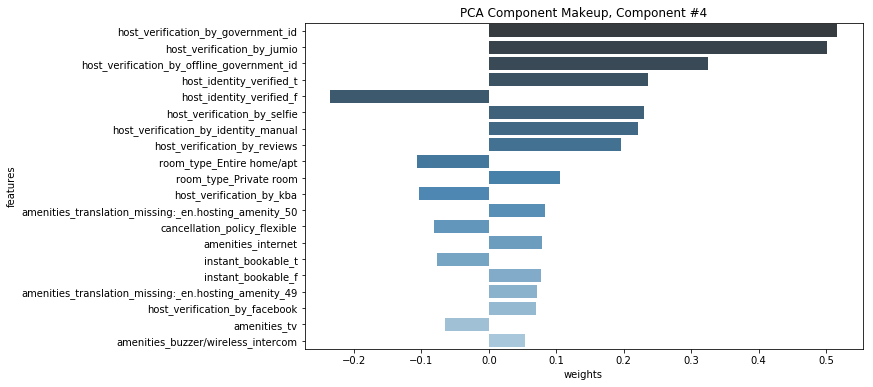 PCA Component Makeup, Component #4
host_verification_by_government_id
host_verification_by_jumio
host_verification_by_offline_government_id
host_identity_verified_t
host_identity_verified_f
host_verification_by_selfie
host_verification_by_identity_manual
host_verification_by_reviews
room_type_Entire home/apt
room_type_Private room
host_verification_by_kba
amenities_translation_missing:_en.hosting_amenity_50
cancellation_policy_flexible
amenities_internet
instant_bookable_t
instant_bookable_f
amenities_translation_missing:_en.hosting_amenity_49
host_verification_by_facebook
amenities_tv
amenities_buzzer/wireless_intercom
features
−0.2 −0.1 0.0 0.1 0.2 0.3 0.4 0.5
weights